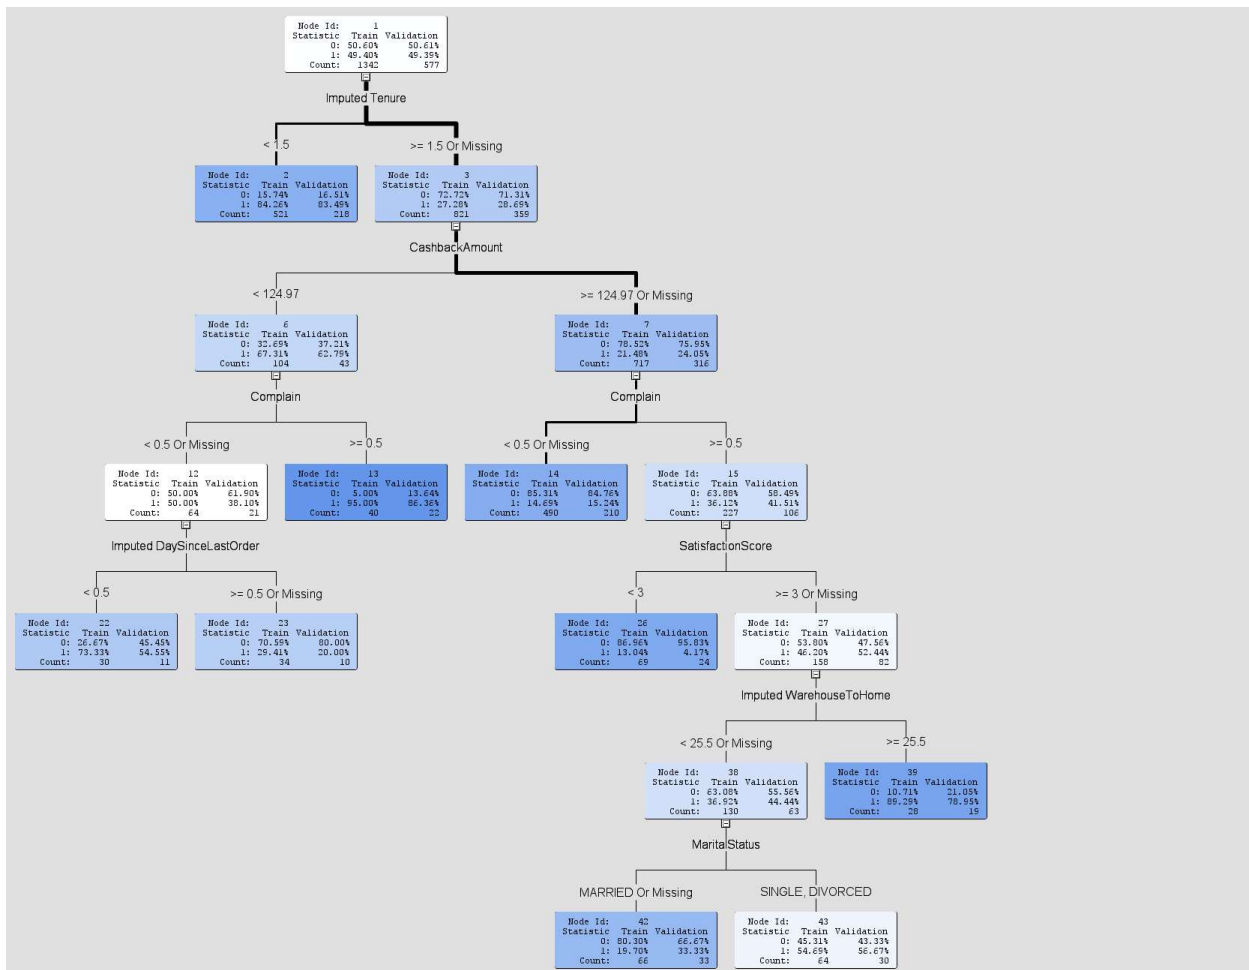 Node Id: 1
Statistic Train Validation
0: 50.60% 50.61%
1: 49.40% 49.39%
Count: 1342 577
Imputed Tenure
< 1.5
>= 1.5 Or Missing
Node Id: 2
Statistic Train Validation
0: 15.74% 16.51%
1: 84.26% 83.49%
Count: 521 218
Node Id: 3
Statistic Train Validation
0: 72.72% 71.31%
1: 27.28% 28.69%
Count: 821 359
CashbackAmount
< 124.97
>= 124.97 Or Missing
Node Id: 6
Statistic Train Validation
0: 32.69% 37.21%
1: 67.31% 62.79%
Count: 104 43
Node Id: 7
Statistic Train Validation
0: 78.52% 75.95%
1: 21.48% 24.05%
Count: 717 316
Complain
Complain
< 0.5 Or Missing
>= 0.5
< 0.5 Or Missing
>= 0.5
Node Id: 12
Statistic Train Validation
0: 50.00% 61.90%
1: 50.00% 38.10%
Count: 64 21
Node Id: 13
Statistic Train Validation
0: 5.00% 13.64%
1: 95.00% 86.36%
Count: 40 22
Node Id: 14
Statistic Train Validation
0: 85.31% 84.76%
1: 14.69% 15.24%
Count: 490 210
Node Id: 15
Statistic Train Validation
0: 63.88% 58.49%
1: 36.12% 41.51%
Count: 227 106
Imputed DaySinceLastOrder
SatisfactionScore
< 0.5
>= 0.5 Or Missing
< 3
>= 3 Or Missing
Node Id: 22
Statistic Train Validation
0: 26.67% 45.45%
1: 73.33% 54.55%
Count: 30 11
Node Id: 23
Statistic Train Validation
0: 70.59% 80.00%
1: 29.41% 20.00%
Count: 34 10
Node Id: 26
Statistic Train Validation
0: 86.96% 95.83%
1: 13.04% 4.17%
Count: 69 24
Node Id: 27
Statistic Train Validation
0: 53.80% 47.56%
1: 46.20% 52.44%
Count: 158 82
Imputed WarehouseToHome
< 25.5 Or Missing
>= 25.5
Node Id: 38
Statistic Train Validation
0: 63.08% 55.56%
1: 36.92% 44.44%
Count: 130 63
Node Id: 39
Statistic Train Validation
0: 10.71% 21.05%
1: 89.29% 78.95%
Count: 28 19
MaritalStatus
MARRIED Or Missing
SINGLE, DIVORCED
Node Id: 42
Statistic Train Validation
0: 80.30% 66.67%
1: 19.70% 33.33%
Count: 66 33
Node Id: 43
Statistic Train Validation
0: 45.31% 43.33%
1: 54.69% 56.67%
Count: 64 30